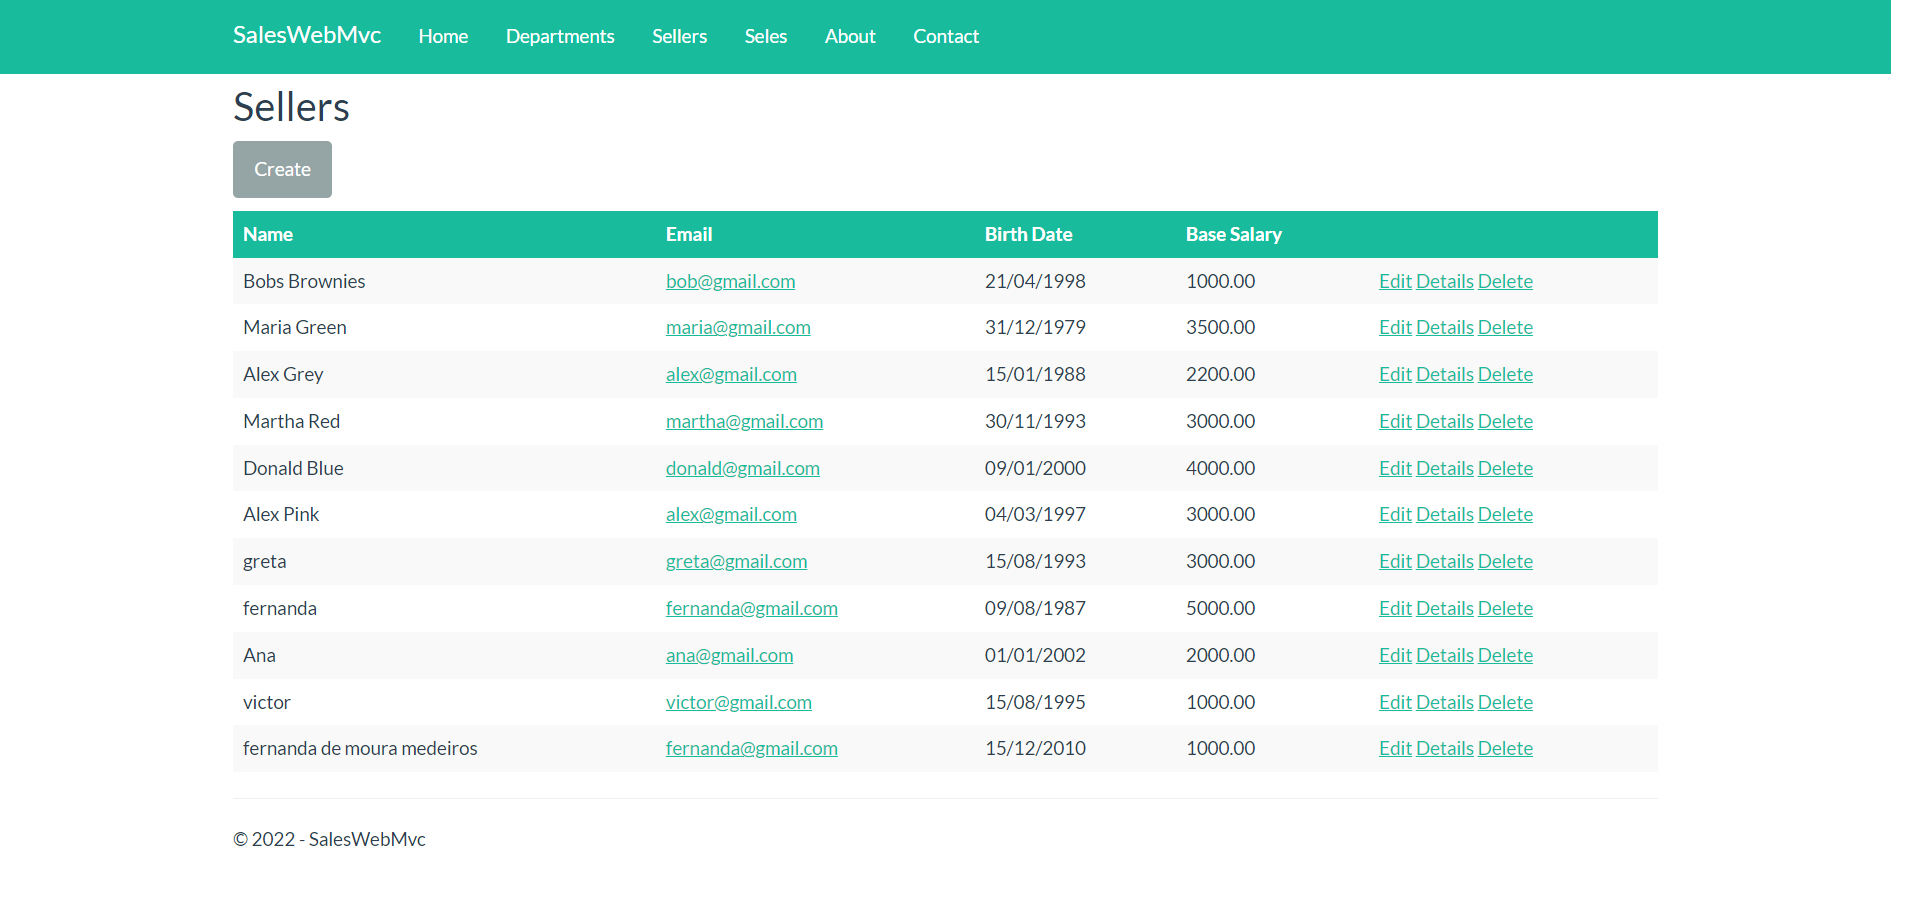 SalesWebMvc Home Departments Sellers Seles About Contact
Sellers
Create
Name Email Birth Date Base Salary
Bobs Brownies bob@gmail.com 21/04/1998 1000.00 Edit Details Delete
Maria Green maria@gmail.com 31/12/1979 3500.00 Edit Details Delete
Alex Grey alex@gmail.com 15/01/1988 2200.00 Edit Details Delete
Martha Red martha@gmail.com 30/11/1993 3000.00 Edit Details Delete
Donald Blue donald@gmail.com 09/01/2000 4000.00 Edit Details Delete
Alex Pink alex@gmail.com 04/03/1997 3000.00 Edit Details Delete
greta greta@gmail.com 15/08/1993 3000.00 Edit Details Delete
fernanda fernanda@gmail.com 09/08/1987 5000.00 Edit Details Delete
Ana ana@gmail.com 01/01/2002 2000.00 Edit Details Delete
victor victor@gmail.com 15/08/1995 1000.00 Edit Details Delete
fernanda de moura medeiros fernanda@gmail.com 15/12/2010 1000.00 Edit Details Delete
© 2022 - SalesWebMvc